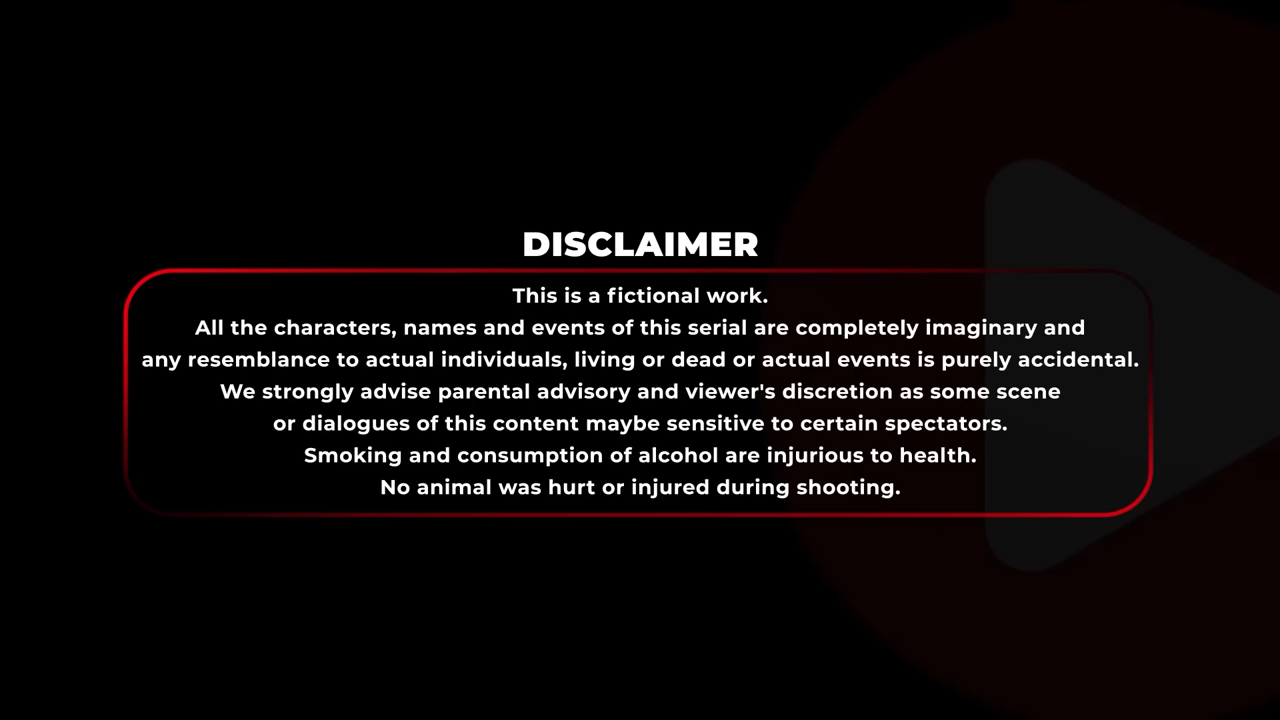 DISCLAIMER
This is a fictional work.
All the characters, names and events of this serial are completely imaginary and
any resemblance to actual individuals, living or dead or actual events is purely accidental.
We strongly advise parental advisory and viewer's discretion as some scene
or dialogues of this content maybe sensitive to certain spectators.
Smoking and consumption of alcohol are injurious to health.
No animal was hurt or injured during shooting.